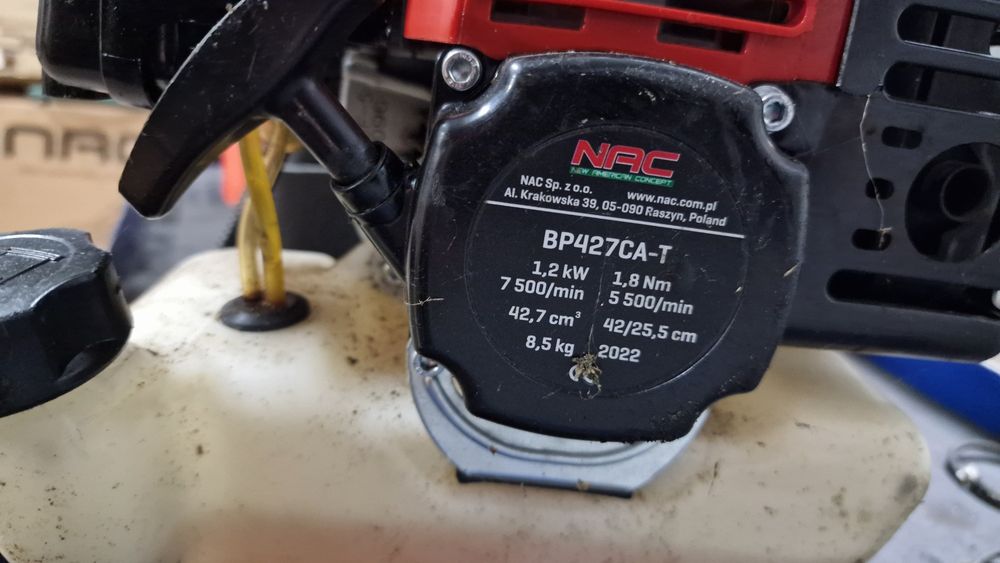 NAC
NAC
NEW AMERICAN CONCEPT
NAC Sp. z o.o. www.nac.com.pl
Al. Krakowska 39, 05-090 Raszyn, Poland
BP427CA-T
1,2 kW 1,8 Nm
7 500/min 5 500/min
42,7 cm³ 42/25,5 cm
8,5 kg 2022